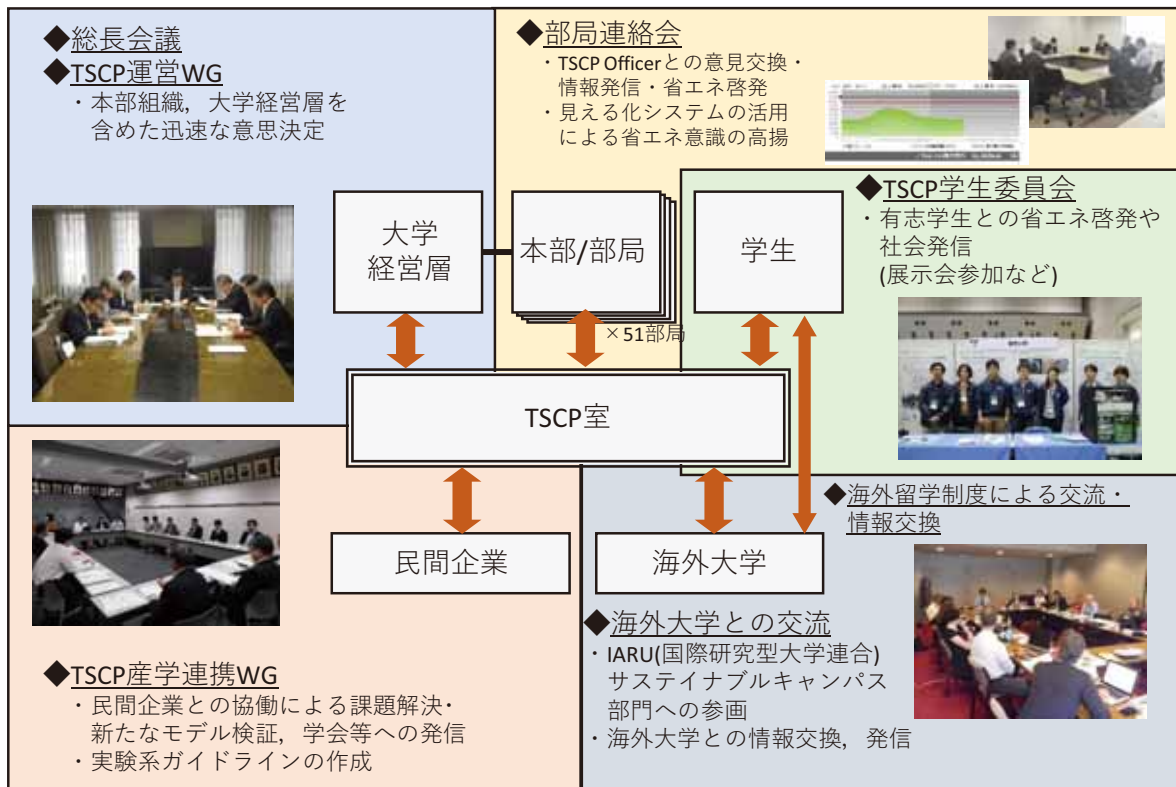 ◆総長会議
◆TSCP運営WG
・本部組織，大学経営層を
含めた迅速な意思決定
◆部局連絡会
・TSCP Officerとの意見交換・
情報発信・省エネ啓発
・見える化システムの活用
による省エネ意識の高揚
◆TSCP学生委員会
・有志学生との省エネ啓発や
社会発信
(展示会参加など)
大学
経営層
本部/部局
学生
×51部局
TSCP室
民間企業
海外大学
◆海外留学制度による交流・
情報交換
◆TSCP産学連携WG
・民間企業との協働による課題解決・
新たなモデル検証，学会等への発信
・実験系ガイドラインの作成
◆海外大学との交流
・IARU(国際研究型大学連合)
サステイナブルキャンパス
部門への参画
・海外大学との情報交換，発信